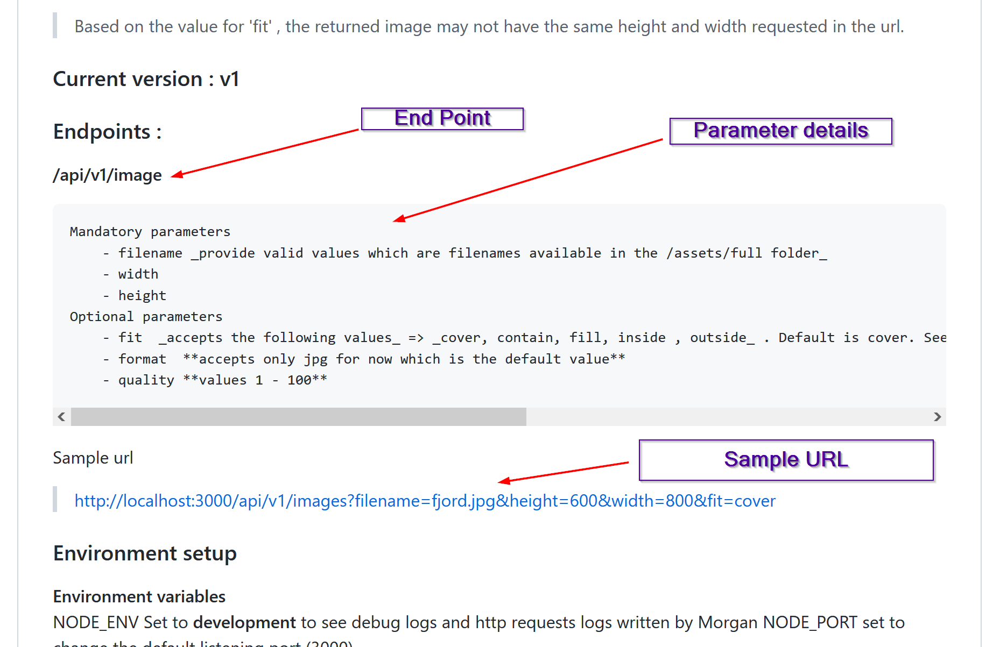 Based on the value for 'fit' , the returned image may not have the same height and width requested in the url.
Current version : v1
End Point
Parameter details
Endpoints :
/api/v1/image
Mandatory parameters
- filename _provide valid values which are filenames available in the /assets/full folder_
- width
- height
Optional parameters
- fit  _accepts the following values_ => _cover, contain, fill, inside , outside_ . Default is cover. See
- format  **accepts only jpg for now which is the default value**
- quality **values 1 - 100**
Sample URL
Sample url
http://localhost:3000/api/v1/images?filename=fjord.jpg&height=600&width=800&fit=cover
Environment setup
Environment variables
NODE_ENV Set to development to see debug logs and http requests logs written by Morgan NODE_PORT set to
change the default listening port (3000)